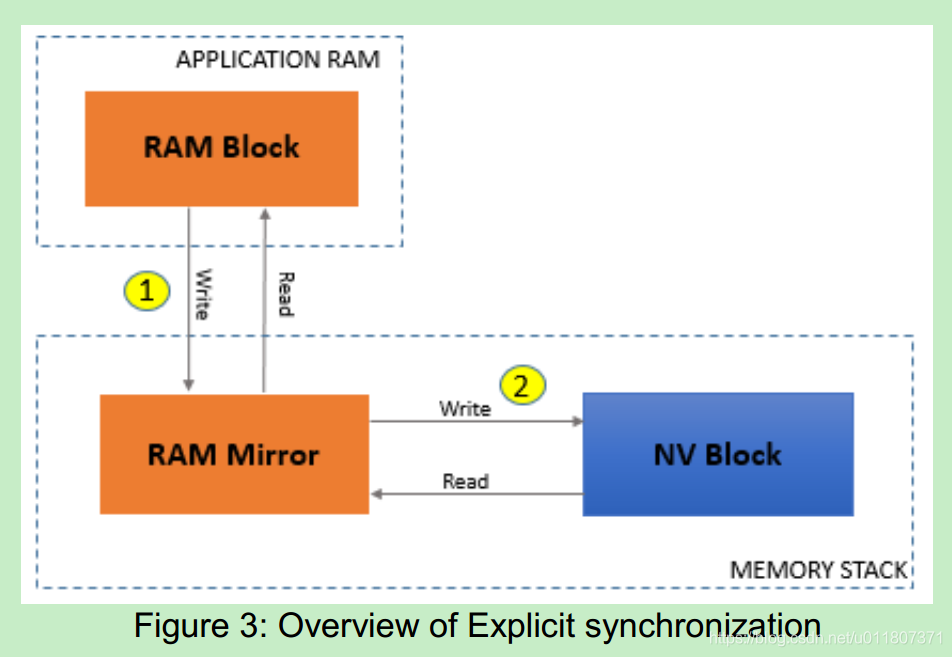 APPLICATION RAM
RAM Block
1
Write
Read
2
Write
RAM Mirror
NV Block
Read
MEMORY STACK
Figure 3: Overview of Explicit synchronization
https://blog.csdn.net/u011807371